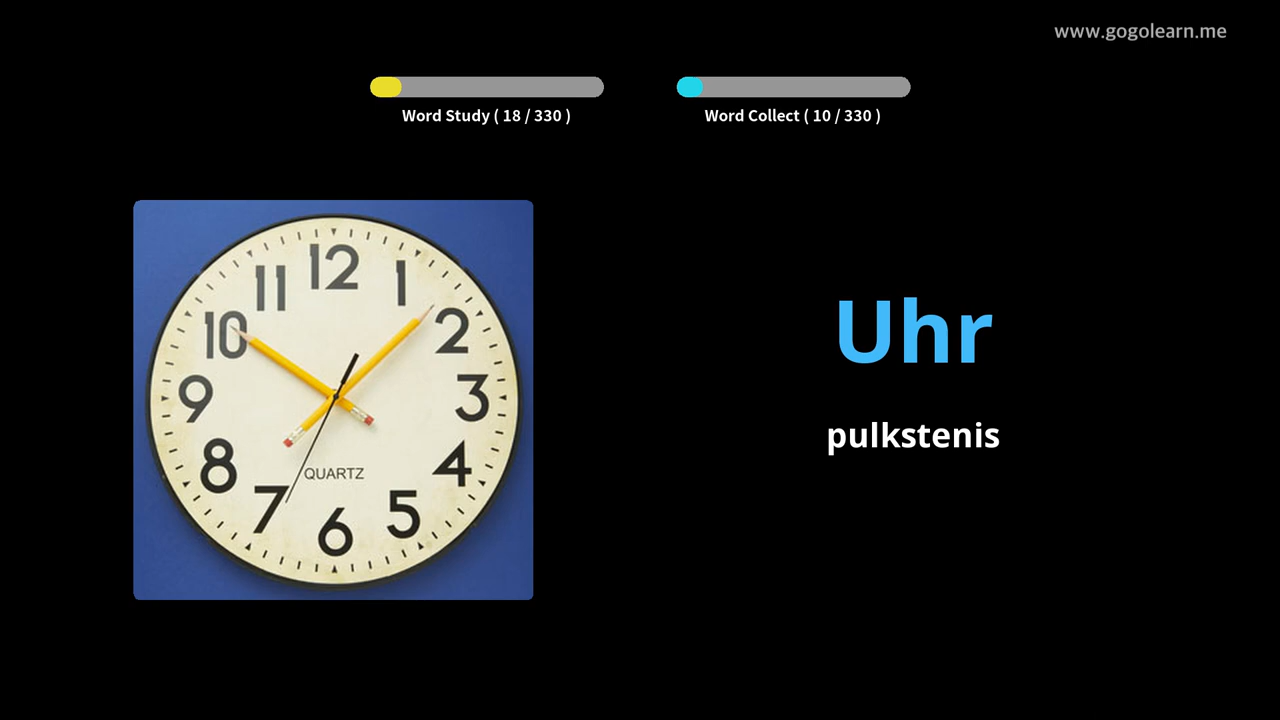 www.gogolearn.me
Word Study ( 18 / 330 )
Word Collect ( 10 / 330 )
12
11
1
10
2
9
3
8
4
QUARTZ
7
5
6
Uhr
pulkstenis